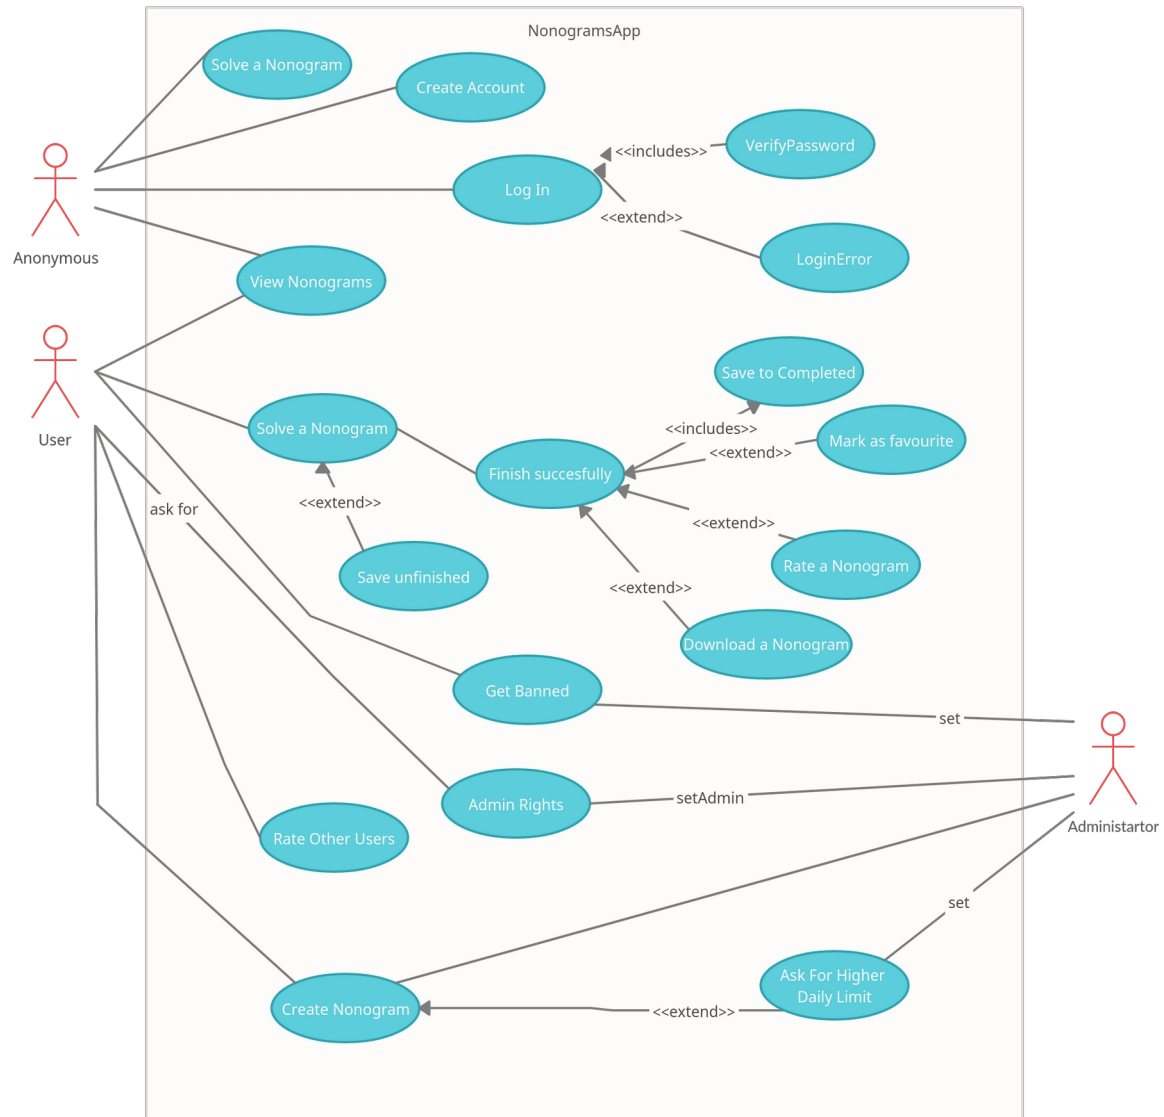 NonogramsApp
Solve a Nonogram
Create Account
VerifyPassword
<<includes>>
Log In
<<extend>>
LoginError
Anonymous
View Nonograms
User
Save to Completed
<<includes>>
Mark as favourite
<<extend>>
Solve a Nonogram
Finish succesfully
<<extend>>
ask for
<<extend>>
Rate a Nonogram
Save unfinished
<<extend>>
Download a Nonogram
Get Banned
set
Admin Rights
setAdmin
Administartor
Rate Other Users
set
Ask For Higher
Daily Limit
Create Nonogram
<<extend>>